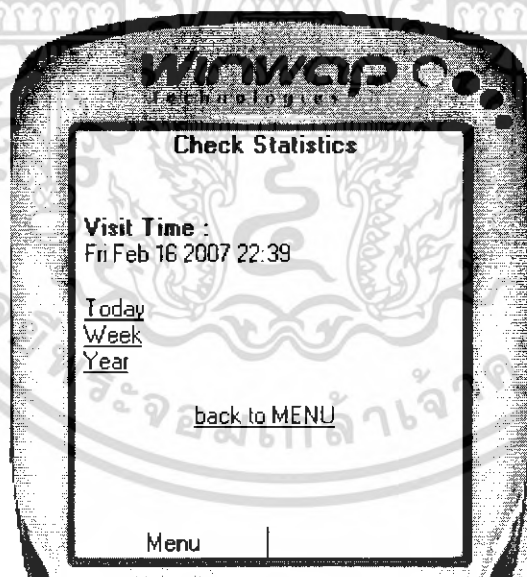 Winwap
Technologies
Check Statistics
Visit Time :
Fri Feb 16 2007 22:39
Today
Week
Year
back to MENU
Menu